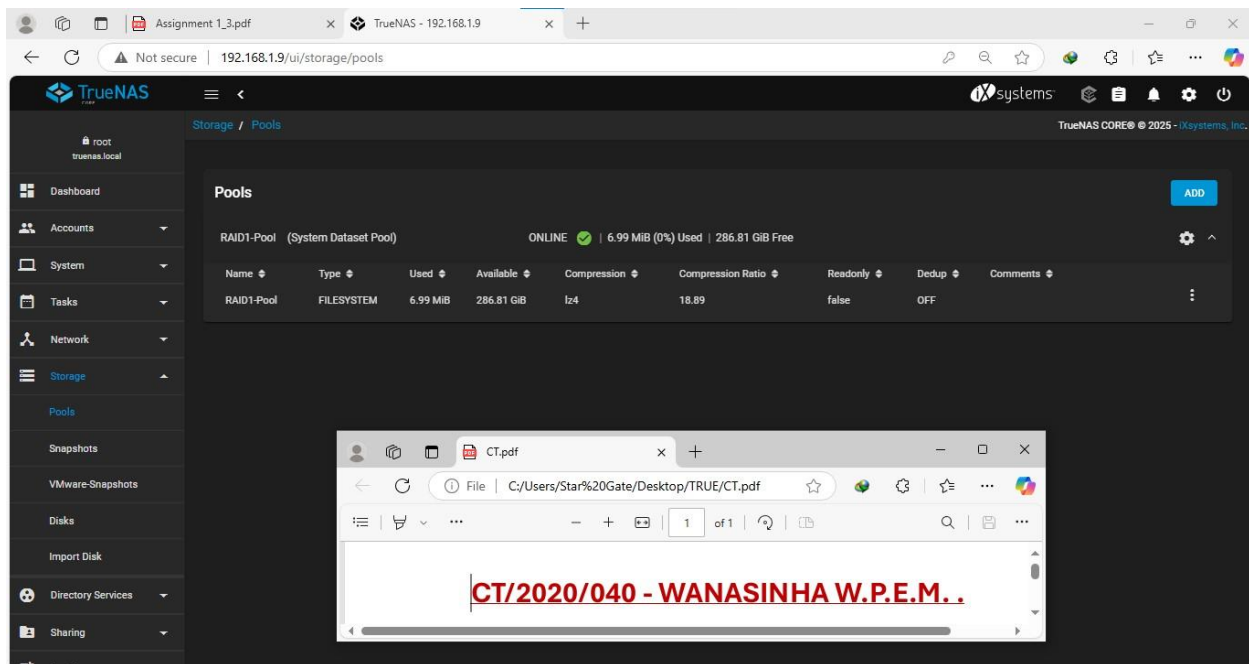 Assignment 1_3.pdf
TrueNAS - 192.168.1.9
Not secure | 192.168.1.9/ui/storage/pools
TrueNAS
CORE
iXsystems
root
truenas.local
Storage / Pools
TrueNAS CORE® © 2025 - iXsystems, Inc.
Dashboard
Accounts
System
Tasks
Network
Storage
Pools
Snapshots
VMware-Snapshots
Disks
Import Disk
Directory Services
Sharing
Pools
ADD
RAID1-Pool (System Dataset Pool) ONLINE | 6.99 MiB (0%) Used | 286.81 GiB Free
Name Type Used Available Compression Compression Ratio Readonly Dedup Comments
RAID1-Pool FILESYSTEM 6.99 MiB 286.81 GiB lz4 18.89 false OFF
CT.pdf
File | C:/Users/Star%20Gate/Desktop/TRUE/CT.pdf
1 of 1
CT/2020/040 - WANASINHA W.P.E.M. .